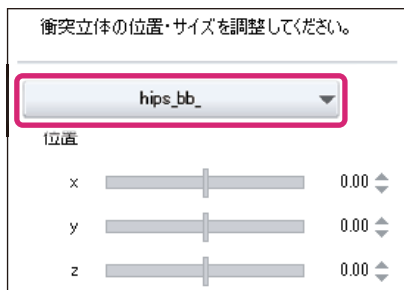 衝突立体の位置・サイズを調整してください。
hips_bb_
位置
x 0.00
y 0.00
z 0.00